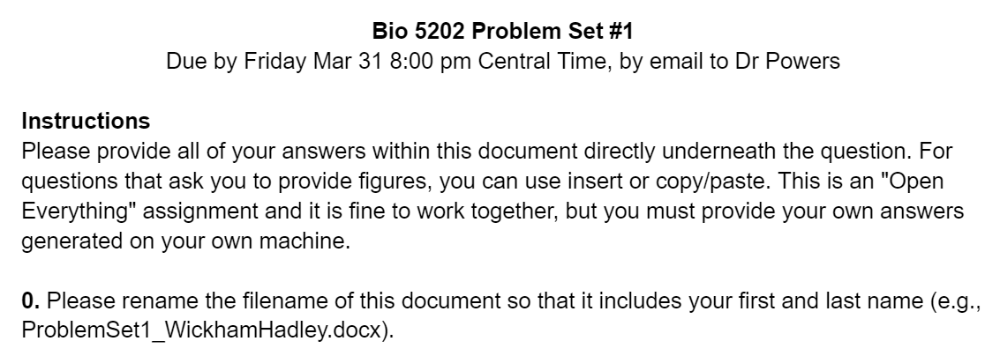 Bio 5202 Problem Set #1
Due by Friday Mar 31 8:00 pm Central Time, by email to Dr Powers
Instructions
Please provide all of your answers within this document directly underneath the question. For
questions that ask you to provide figures, you can use insert or copy/paste. This is an "Open
Everything" assignment and it is fine to work together, but you must provide your own answers
generated on your own machine.
0. Please rename the filename of this document so that it includes your first and last name (e.g.,
ProblemSet1_WickhamHadley.docx).